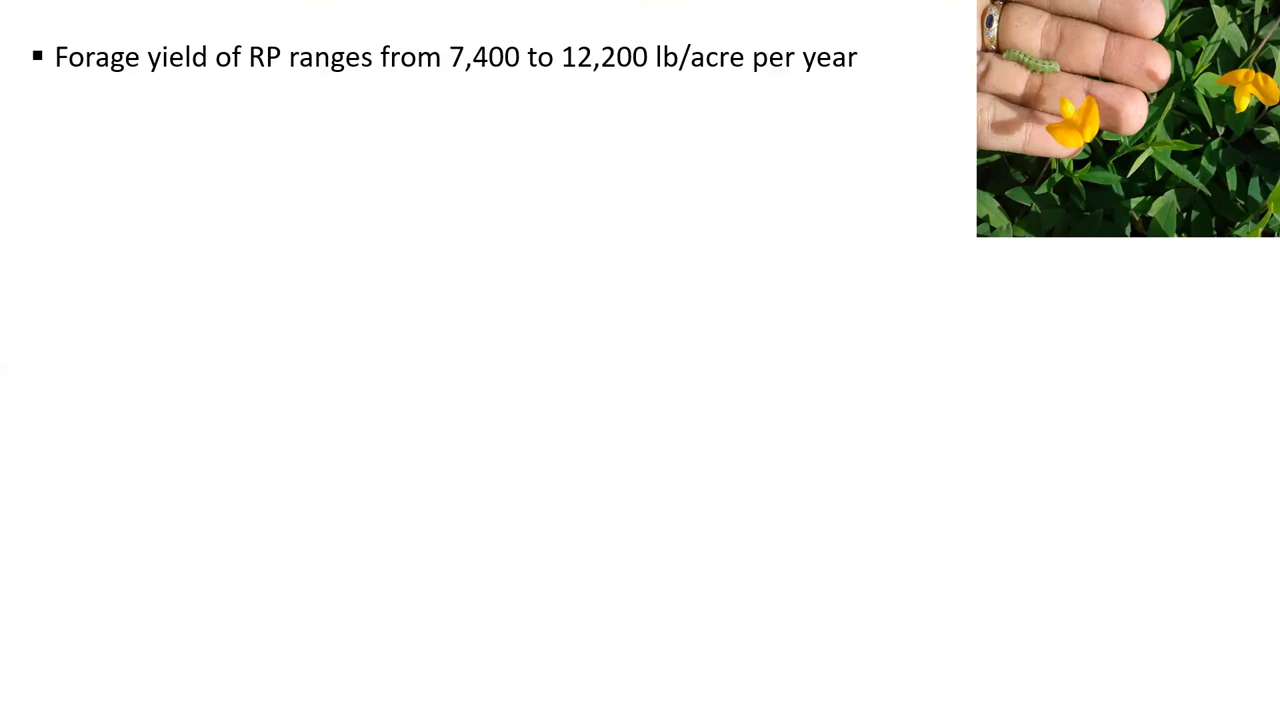 ▪ Forage yield of RP ranges from 7,400 to 12,200 lb/acre per year